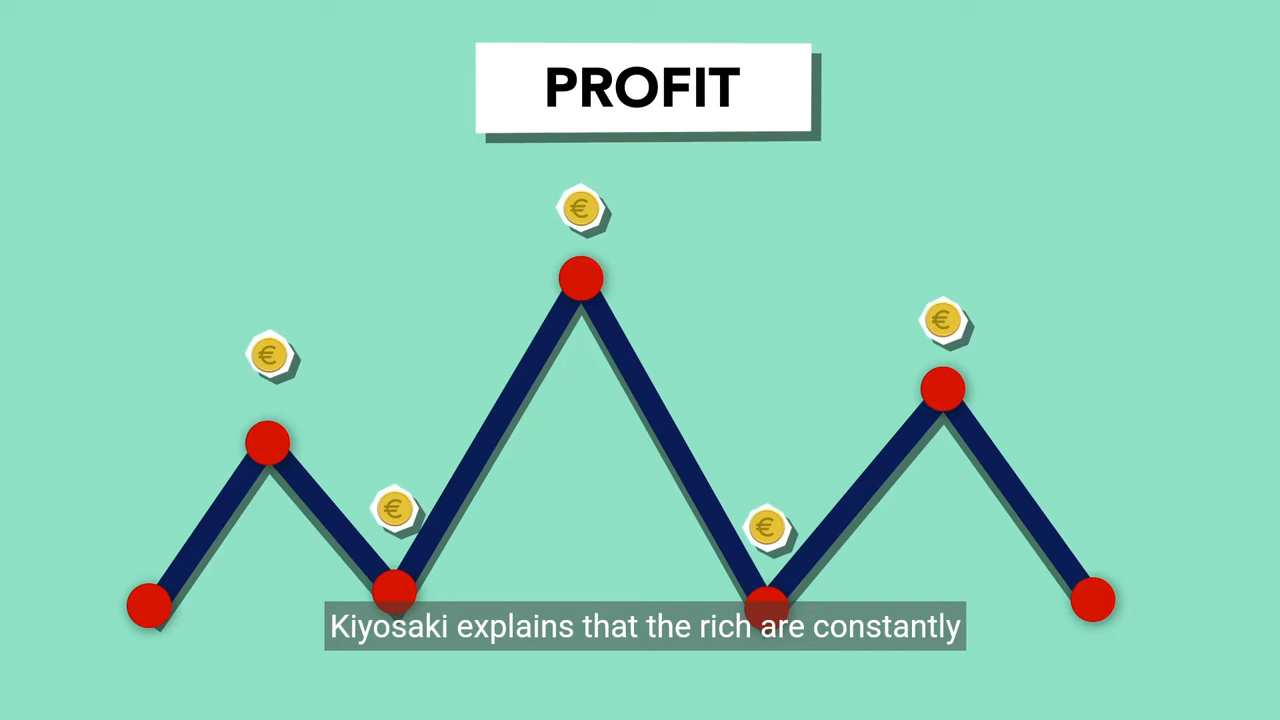 PROFIT
€
€
€
€
€
Kiyosaki explains that the rich are constantly